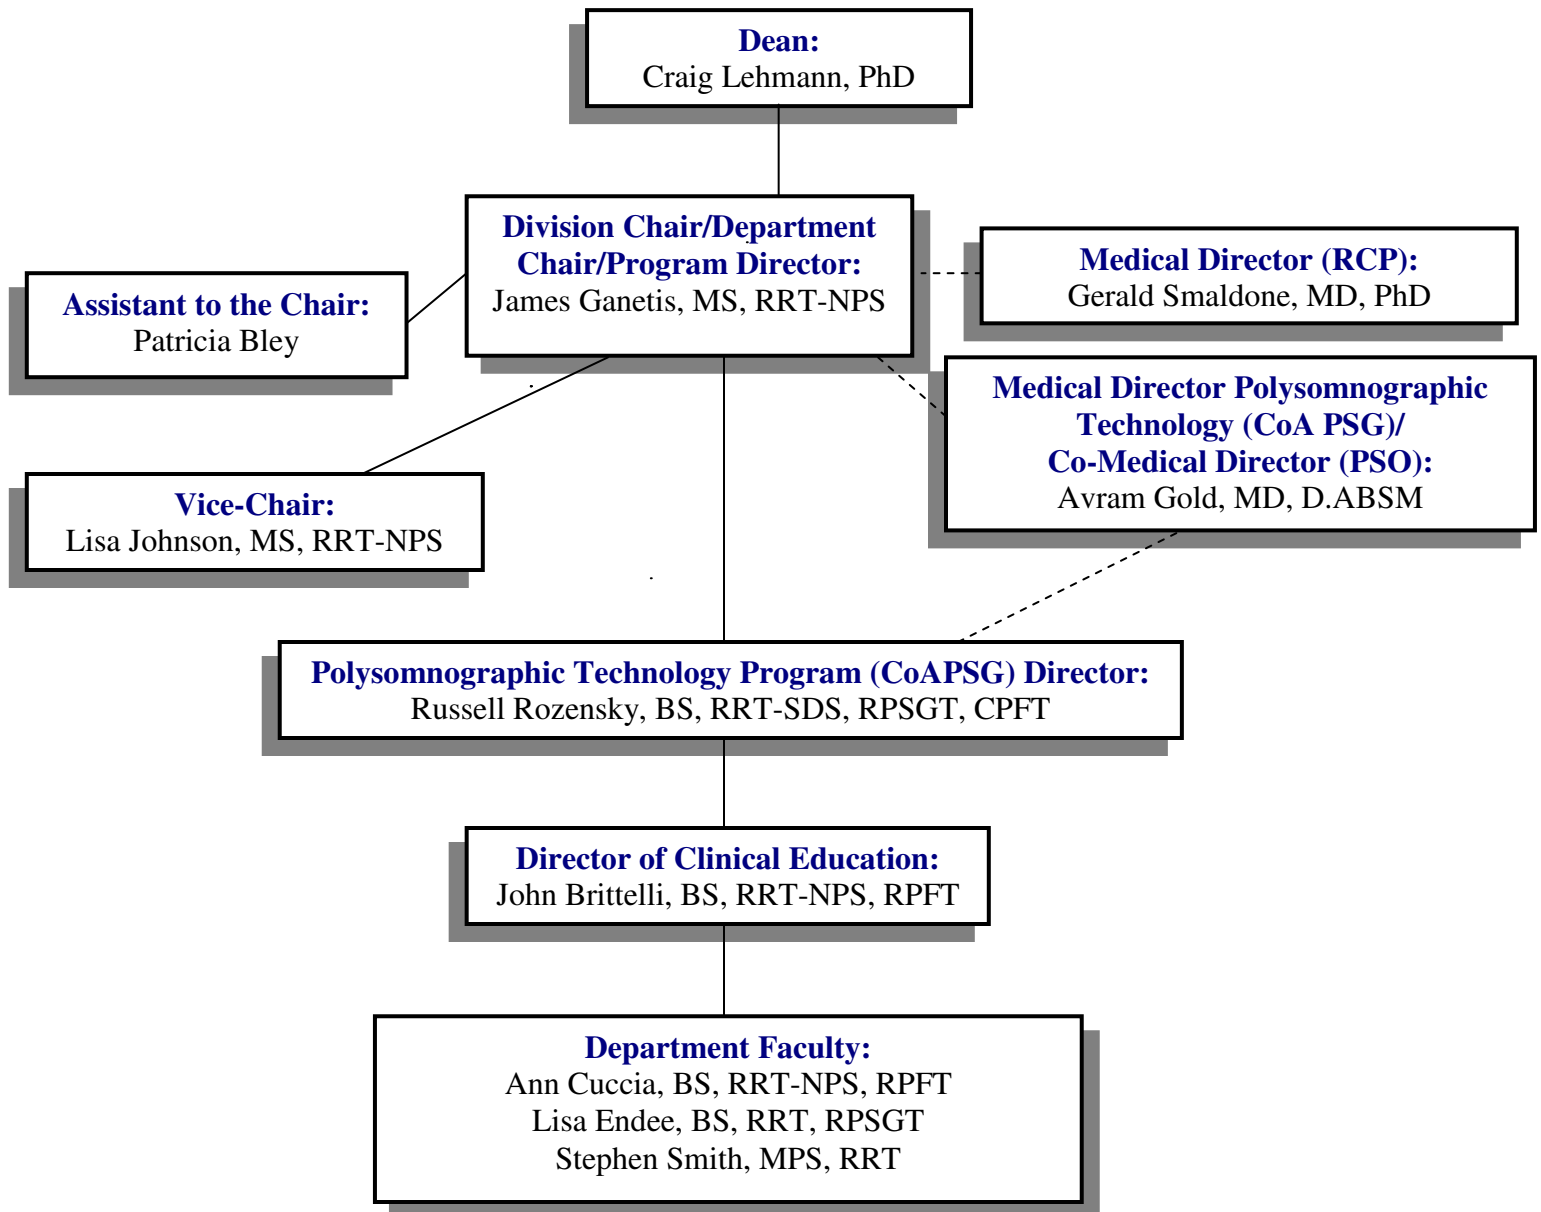 Dean:
Craig Lehmann, PhD
Division Chair/Department
Chair/Program Director:
James Ganetis, MS, RRT-NPS
Medical Director (RCP):
Gerald Smaldone, MD, PhD
Assistant to the Chair:
Patricia Bley
Medical Director Polysomnographic
Technology (CoA PSG)/
Co-Medical Director (PSO):
Avram Gold, MD, D.ABSM
Vice-Chair:
Lisa Johnson, MS, RRT-NPS
Polysomnographic Technology Program (CoAPSG) Director:
Russell Rozensky, BS, RRT-SDS, RPSGT, CPFT
Director of Clinical Education:
John Brittelli, BS, RRT-NPS, RPFT
Department Faculty:
Ann Cuccia, BS, RRT-NPS, RPFT
Lisa Endee, BS, RRT, RPSGT
Stephen Smith, MPS, RRT